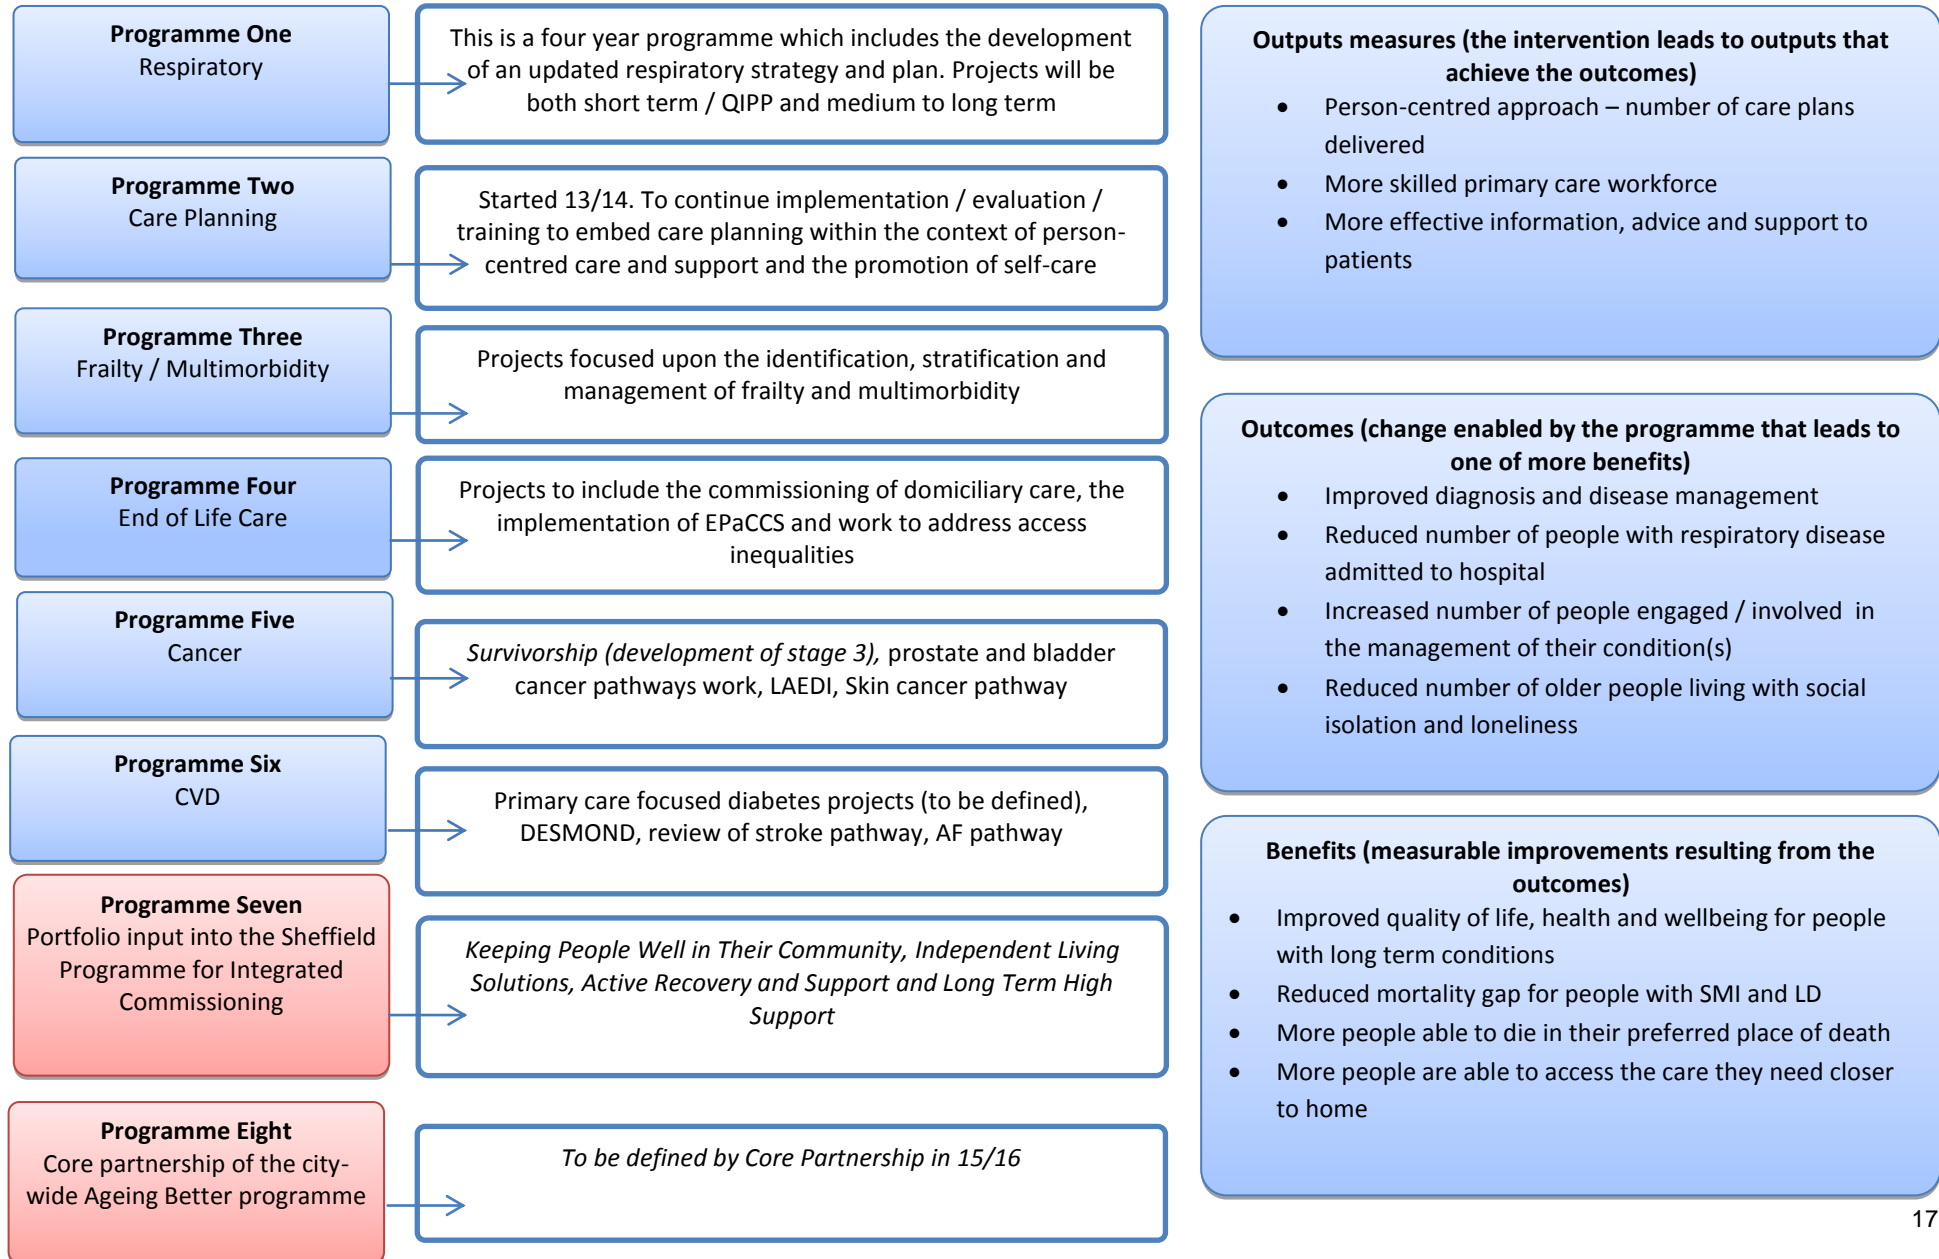 Programme One
Respiratory
This is a four year programme which includes the development
of an updated respiratory strategy and plan. Projects will be
both short term / QIPP and medium to long term
Programme Two
Care Planning
Started 13/14. To continue implementation / evaluation /
training to embed care planning within the context of person-
centred care and support and the promotion of self-care
Programme Three
Frailty / Multimorbidity
Projects focused upon the identification, stratification and
management of frailty and multimorbidity
Programme Four
End of Life Care
Projects to include the commissioning of domiciliary care, the
implementation of EPaCCS and work to address access
inequalities
Programme Five
Cancer
Survivorship (development of stage 3), prostate and bladder
cancer pathways work, LAEDI, Skin cancer pathway
Programme Six
CVD
Primary care focused diabetes projects (to be defined),
DESMOND, review of stroke pathway, AF pathway
Programme Seven
Portfolio input into the Sheffield
Programme for Integrated
Commissioning
Keeping People Well in Their Community, Independent Living
Solutions, Active Recovery and Support and Long Term High
Support
Programme Eight
Core partnership of the city-
wide Ageing Better programme
To be defined by Core Partnership in 15/16
Outputs measures (the intervention leads to outputs that
achieve the outcomes)
• Person-centred approach – number of care plans
delivered
• More skilled primary care workforce
• More effective information, advice and support to
patients
Outcomes (change enabled by the programme that leads to
one of more benefits)
• Improved diagnosis and disease management
• Reduced number of people with respiratory disease
admitted to hospital
• Increased number of people engaged / involved in
the management of their condition(s)
• Reduced number of older people living with social
isolation and loneliness
Benefits (measurable improvements resulting from the
outcomes)
• Improved quality of life, health and wellbeing for people
with long term conditions
• Reduced mortality gap for people with SMI and LD
• More people able to die in their preferred place of death
• More people are able to access the care they need closer
to home
17